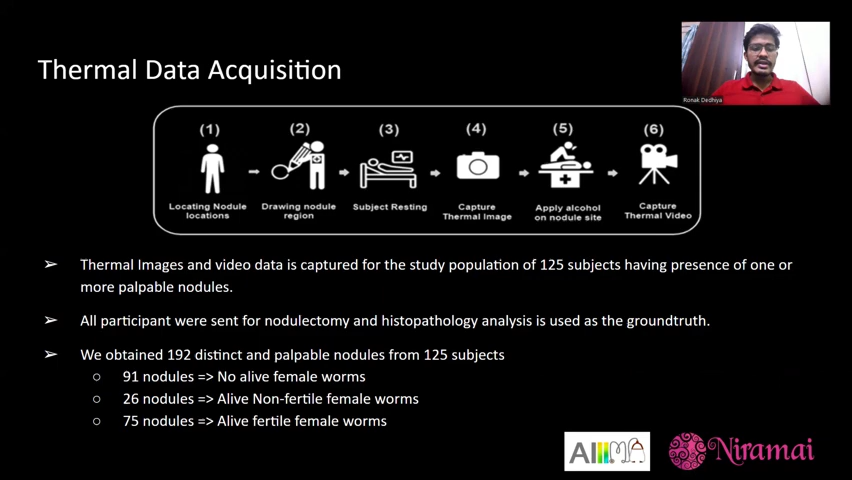 Thermal Data Acquisition
Ronak Dedhiya
(1) (2) (3) (4) (5) (6)
Locating Nodule locations
Drawing nodule region
Subject Resting
Capture Thermal Image
Apply alcohol on nodule site
Capture Thermal Video
➢ Thermal Images and video data is captured for the study population of 125 subjects having presence of one or
more palpable nodules.
➢ All participant were sent for nodulectomy and histopathology analysis is used as the groundtruth.
➢ We obtained 192 distinct and palpable nodules from 125 subjects
○ 91 nodules => No alive female worms
○ 26 nodules => Alive Non-fertile female worms
○ 75 nodules => Alive fertile female worms
Niramai